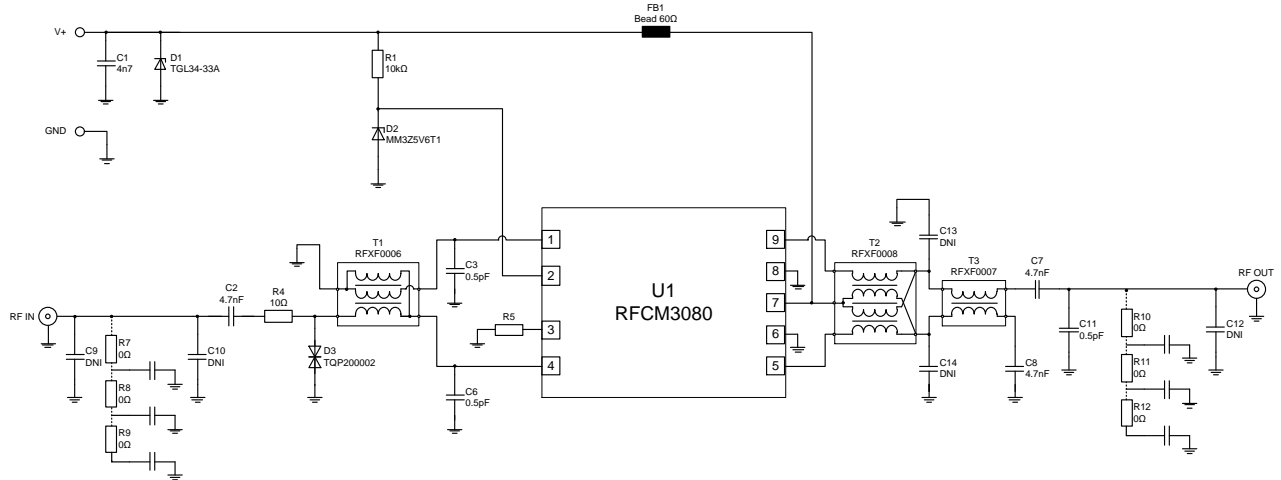 FB1
Bead 60Ω
V+
C1
4n7
D1
TGL34-33A
R1
10kΩ
GND
D2
MM3Z5V6T1
T1
RFXF0006
C3
0.5pF
1
2
3
4
U1
RFCM3080
9
8
7
6
5
T2
RFXF0008
C13
DNI
T3
RFXF0007
C7
4.7nF
RF OUT
RF IN
C2
4.7nF
R4
10Ω
R5
C9
DNI
R7
0Ω
R8
0Ω
R9
0Ω
C10
DNI
D3
TQP200002
C6
0.5pF
C14
DNI
C8
4.7nF
C11
0.5pF
R10
0Ω
R11
0Ω
R12
0Ω
C12
DNI